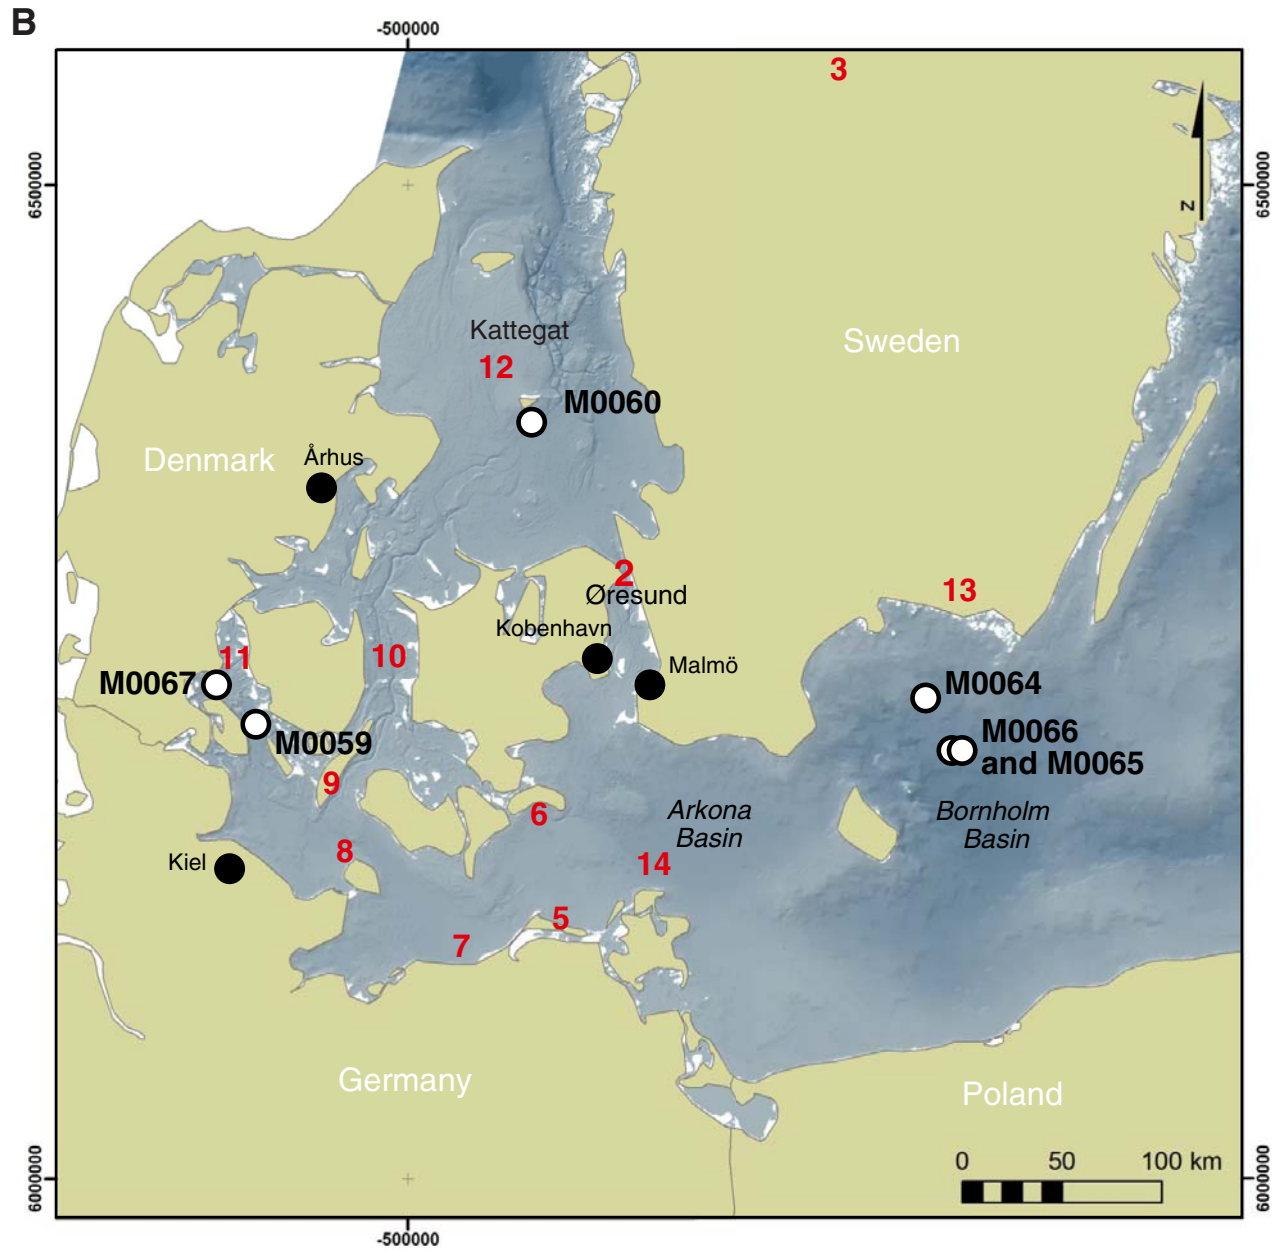 B
-500000
3
6500000
6500000
N
Kattegat
12
Sweden
M0060
Denmark
Århus
2
Øresund
13
Kobenhavn
11
10
Malmö
M0067
M0064
M0059
M0066
and M0065
9
6
Arkona
Basin
Bornholm
Basin
8
14
Kiel
5
7
Germany
Poland
0 50 100 km
6000000
6000000
-500000